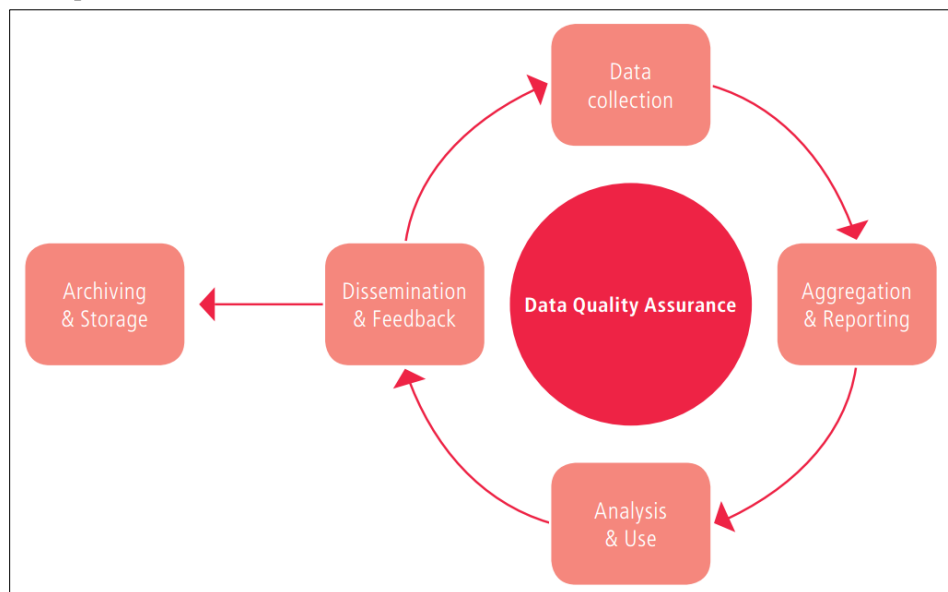 Data
collection
Archiving
& Storage
Dissemination
& Feedback
Data Quality Assurance
Aggregation
& Reporting
Analysis
& Use